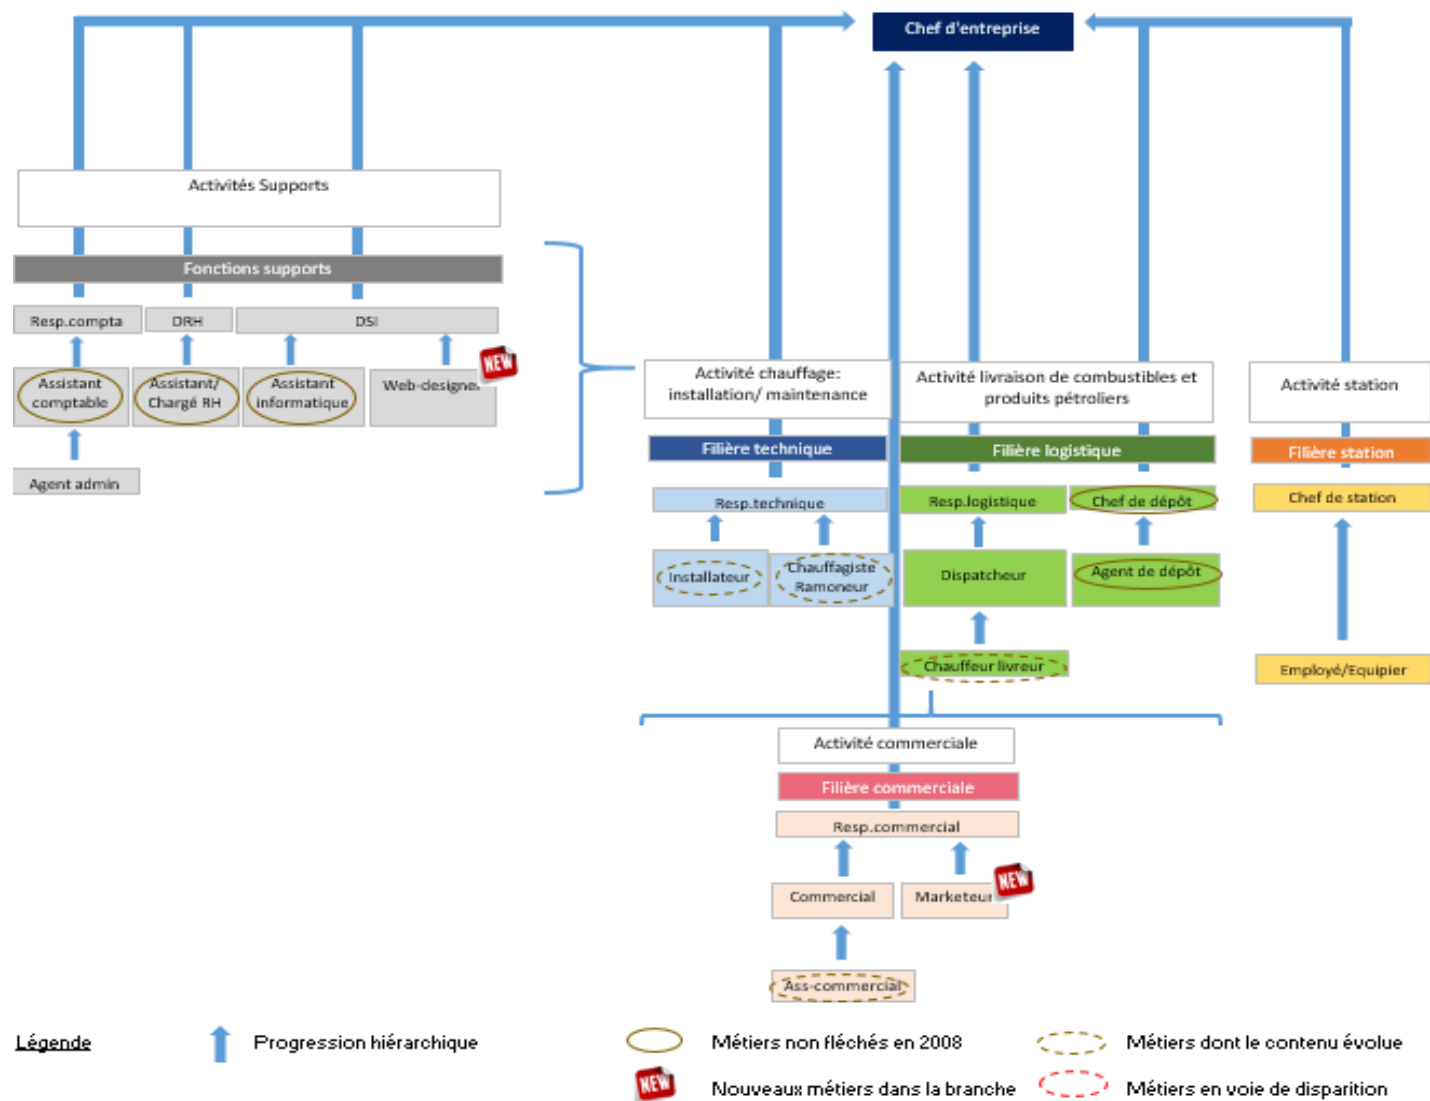 Chef d'entreprise
Activités Supports
Fonctions supports
Resp.compta
DRH
DSI
NEW
Assistant
comptable
Assistant/
Chargé RH
Assistant
informatique
Web-designer
Agent admin
Activité chauffage:
installation/ maintenance
Activité livraison de combustibles et
produits pétroliers
Activité station
Filière technique
Filière logistique
Filière station
Resp.technique
Resp.logistique
Chef de dépôt
Chef de station
Installateur
Chauffagiste
Ramoneur
Dispatcheur
Agent de dépôt
Chauffeur livreur
Employé/Equipier
Activité commerciale
Filière commerciale
Resp.commercial
Commercial
Marketeur
NEW
Ass-commercial
Légende
Progression hiérarchique
Métiers non fléchés en 2008
Métiers dont le contenu évolue
NEW
Nouveaux métiers dans la branche
Métiers en voie de disparition